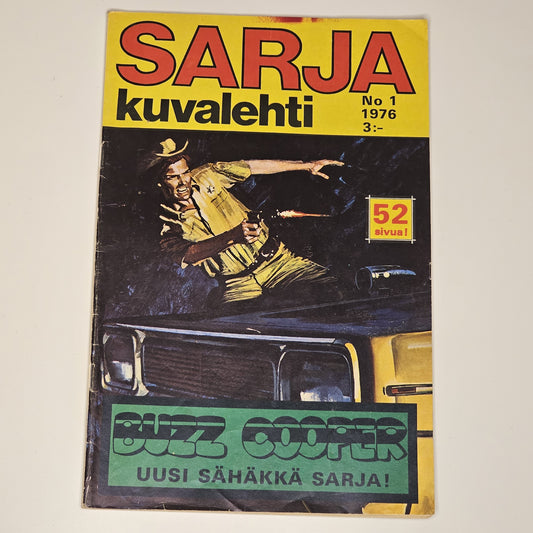 SARJA
kuvalehti
No 1
1976
3:-
52
sivua!
BUZZ COOPER
UUSI SÄHÄKKÄ SARJA!